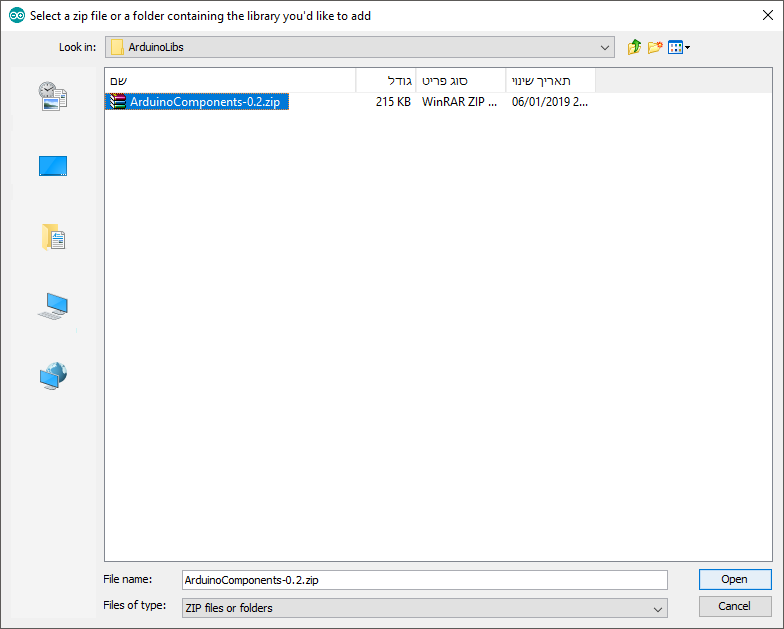 Select a zip file or a folder containing the library you'd like to add
Look in: ArduinoLibs
שם גודל סוג פריט תאריך שינוי
ArduinoComponents-0.2.zip 215 KB WinRAR ZIP ... 06/01/2019 2...
File name: ArduinoComponents-0.2.zip Open
Files of type: ZIP files or folders Cancel